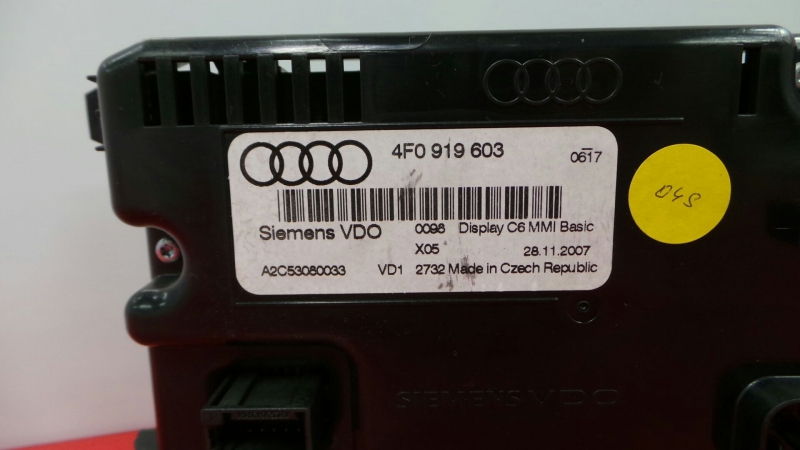 4F0 919 603
0617
Siemens VDO 0098 Display C6 MMI Basic
X05 28.11.2007
A2C53080033 VD1 2732 Made in Czech Republic
04S
SIEMENS VDO